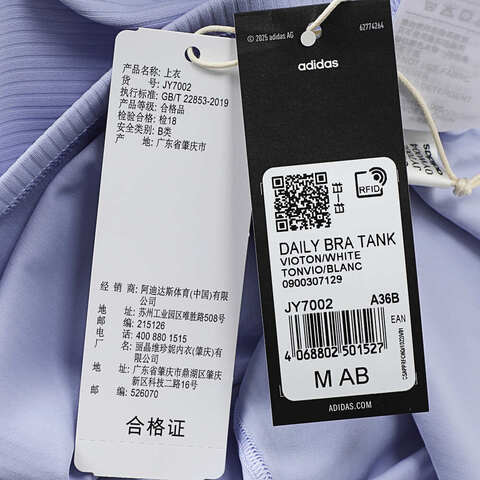 产品名称: 上衣
货 号: JY7002
执行标准: GB/T 22853-2019
产品等级: 合格品
检验合格: 检18
安全类别: B类
产 地: 广东省肇庆市
经 销 商: 阿迪达斯体育(中国)有限公司
地 址: 苏州工业园区唯胜路508号
邮 编: 215126
电 话: 400 880 1515
厂 名: 丽晶维珍妮内衣(肇庆)有限公司
地 址: 广东省肇庆市鼎湖区肇庆新区科技二路16号
邮 编: 526070
合格证
© 2025 adidas AG
62774264
adidas
RFID
DAILY BRA TANK
VIOTON/WHITE
TONVIO/BLANC
0900307129
JY7002 A36B
EAN
4 068802 501527
M AB
ADIDAS.COM